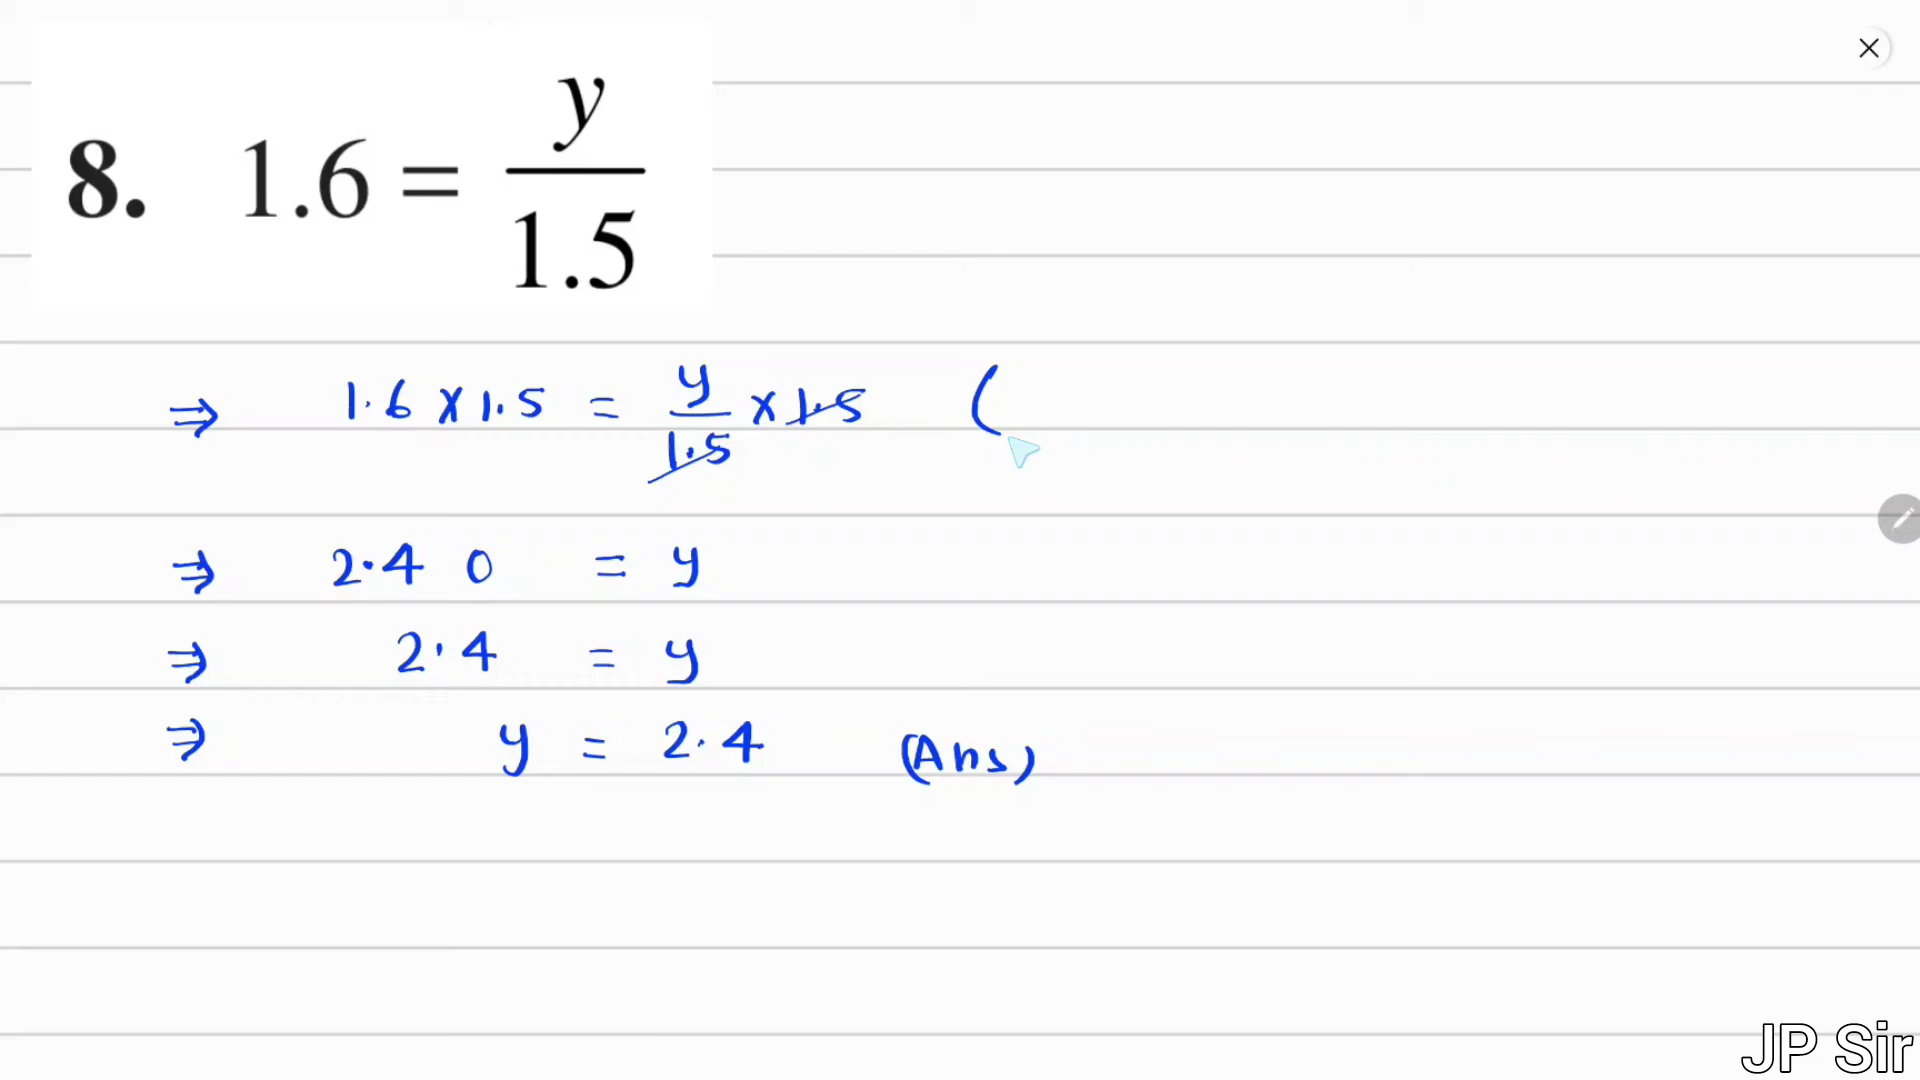 8. 1.6 = y/1.5
⇒ 1.6 x 1.5 = y/1.5 x 1.5 (
⇒ 2.4 0 = y
⇒ 2.4 = y
⇒ y = 2.4 (Ans)
JP Sir